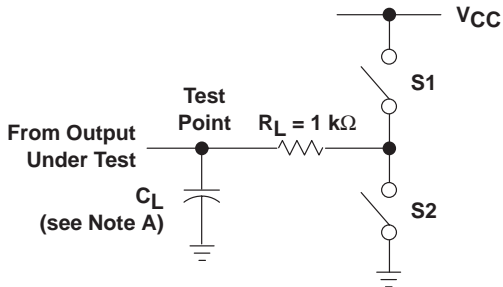 VCC
S1
Test
Point
RL = 1 kΩ
From Output
Under Test
CL
(see Note A)
S2